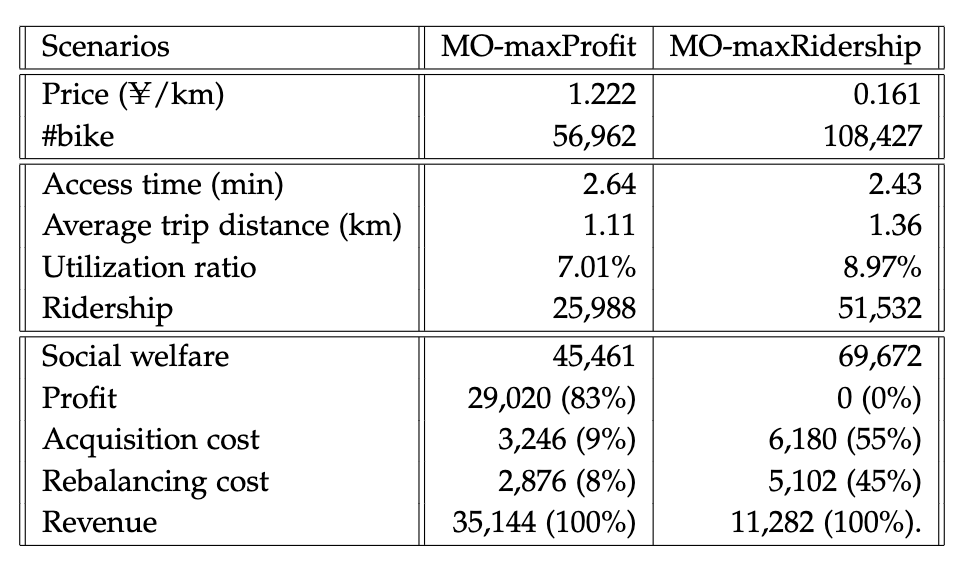 Scenarios MO-maxProfit MO-maxRidership
Price (¥/km) 1.222 0.161
#bike 56,962 108,427
Access time (min) 2.64 2.43
Average trip distance (km) 1.11 1.36
Utilization ratio 7.01% 8.97%
Ridership 25,988 51,532
Social welfare 45,461 69,672
Profit 29,020 (83%) 0 (0%)
Acquisition cost 3,246 (9%) 6,180 (55%)
Rebalancing cost 2,876 (8%) 5,102 (45%)
Revenue 35,144 (100%) 11,282 (100%).